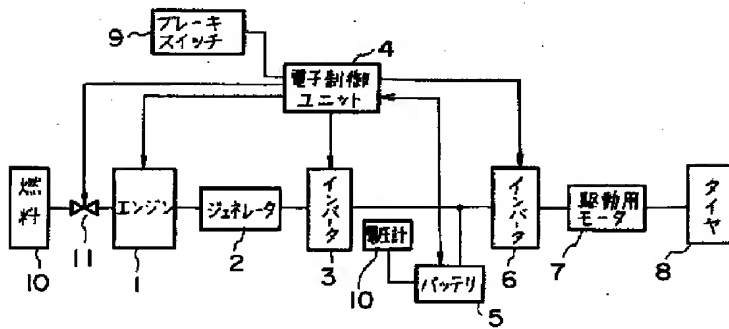 ブレーキ
スイッチ
9
4
電子制御
ユニット
燃料
10
11
エンジン
1
ジェネレータ
2
インバータ
3
電圧計
10
バッテリ
5
インバータ
6
駆動用
モータ
7
タイヤ
8